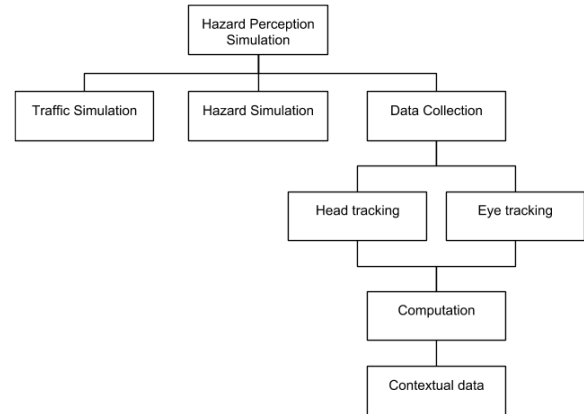 Hazard Perception
Simulation
Traffic Simulation
Hazard Simulation
Data Collection
Head tracking
Eye tracking
Computation
Contextual data